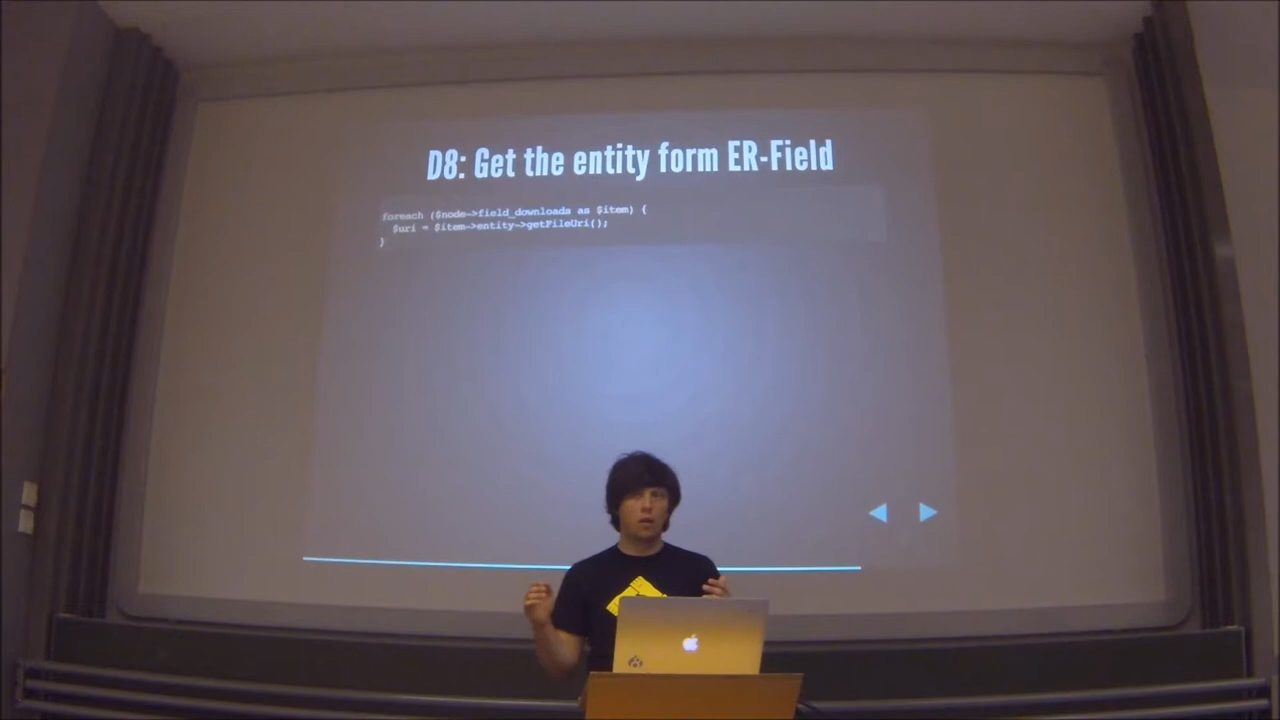 D8: Get the entity form ER-Field
foreach ($node->field_downloads as $item) {
$uri = $item->entity->getFileUri();
}